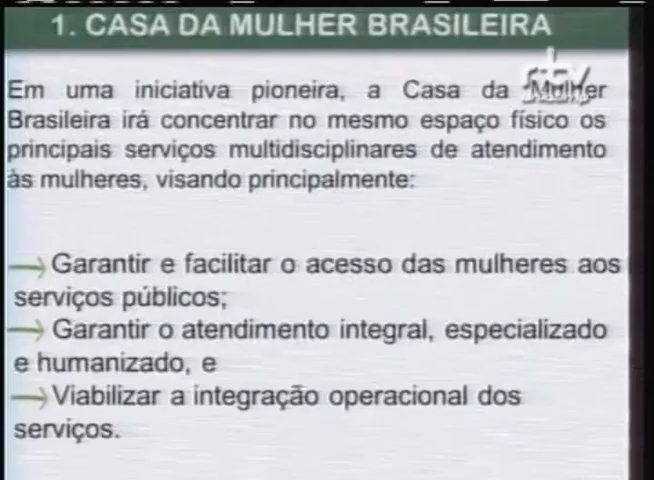 1. CASA DA MULHER BRASILEIRA
Em uma iniciativa pioneira, a Casa da Mulher
Brasileira irá concentrar no mesmo espaço físico os
principais serviços multidisciplinares de atendimento
às mulheres, visando principalmente:
Garantir e facilitar o acesso das mulheres aos
serviços públicos;
Garantir o atendimento integral, especializado
e humanizado, e
Viabilizar a integração operacional dos
serviços.